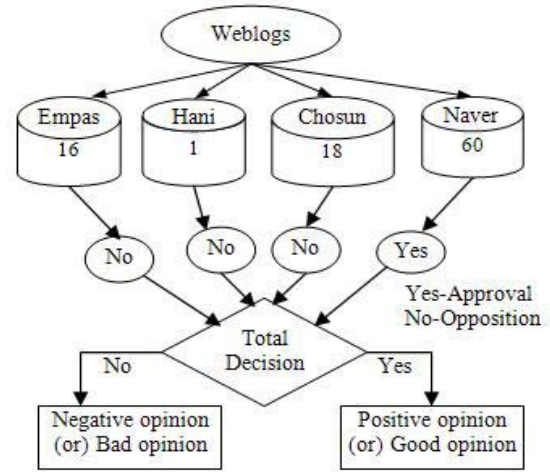 Weblogs
Empas
16
Hani
1
Chosun
18
Naver
60
No
No
No
Yes
Yes-Approval
No-Opposition
Total
Decision
No
Yes
Negative opinion
(or) Bad opinion
Positive opinion
(or) Good opinion